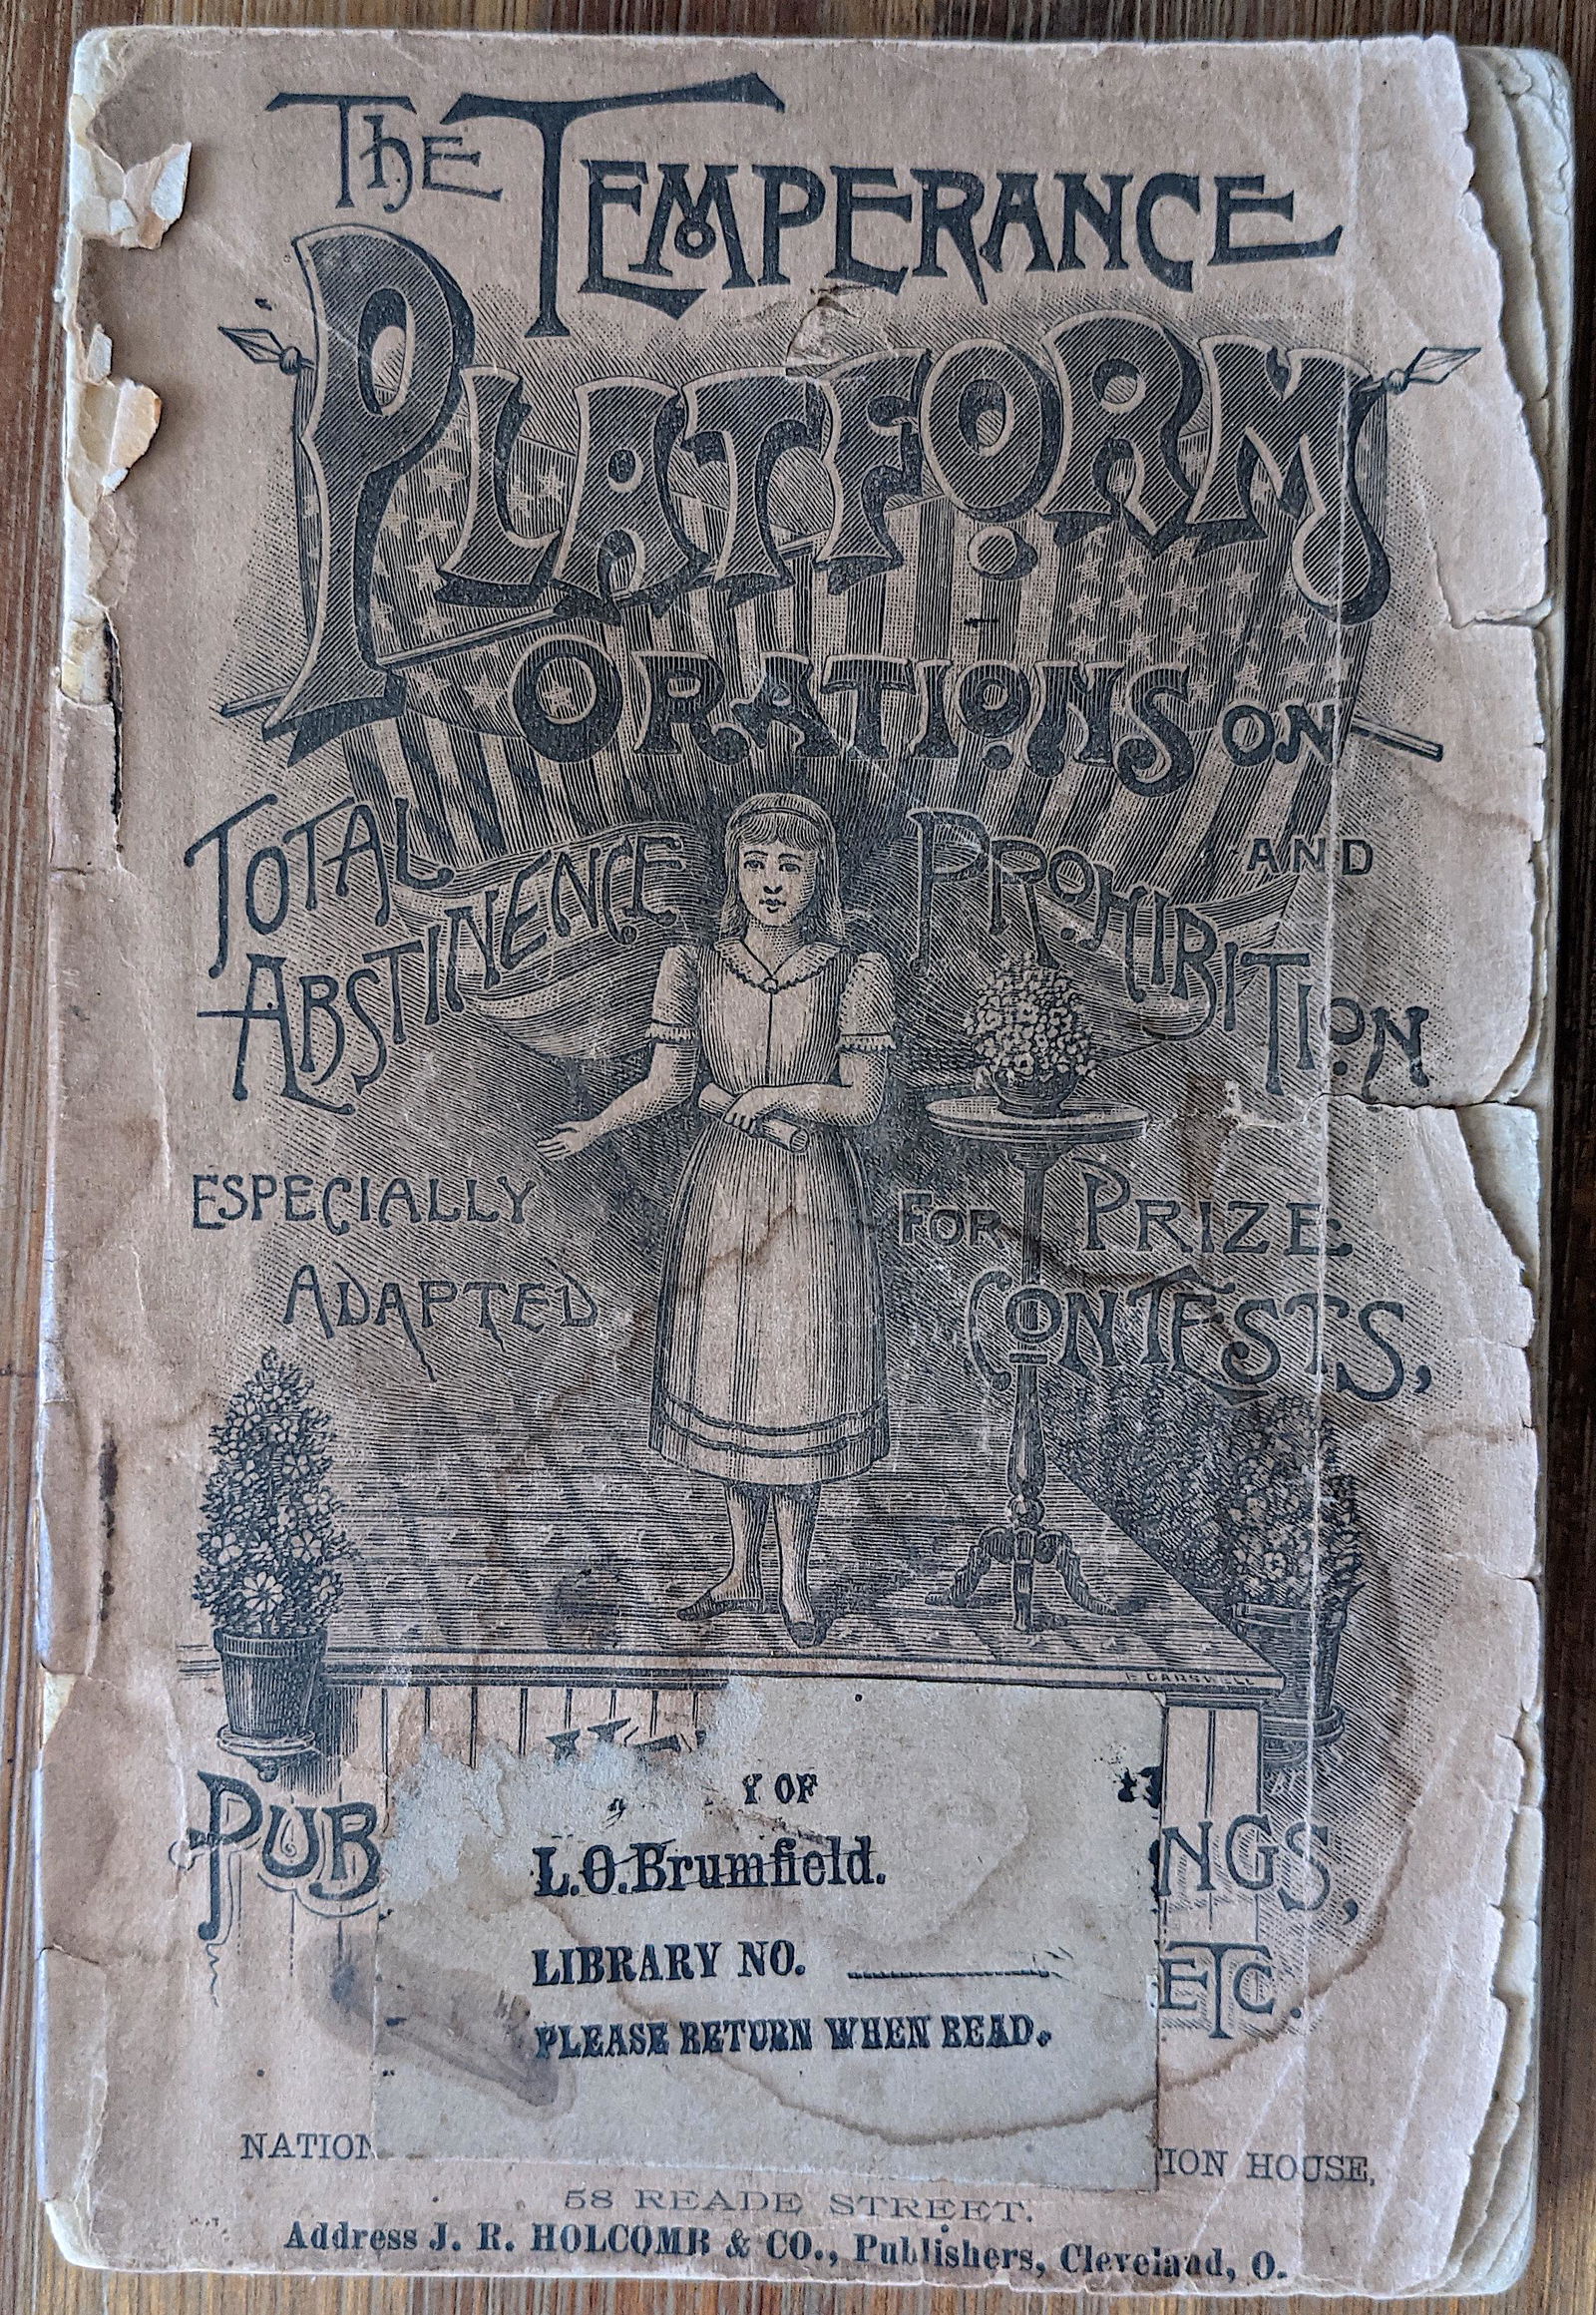 The Temperance
Platform
Orations on
Total Abstinence and Prohibition
Especially Adapted for Prize Contests,
Pub ngs,
Etc.
Y OF
L.O.Brumfield.
LIBRARY NO.
PLEASE RETURN WHEN READ.
NATION ION HOUSE,
58 READE STREET.
Address J. R. HOLCOMB & CO., Publishers, Cleveland, O.